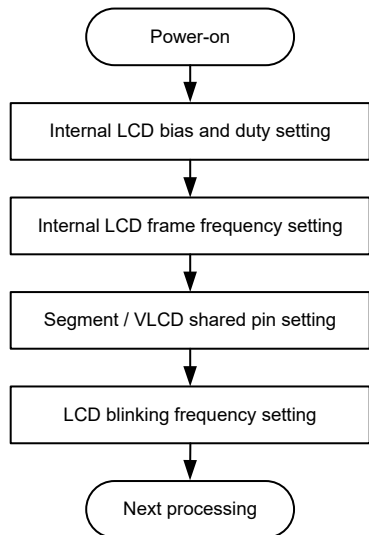 Power-on
Internal LCD bias and duty setting
Internal LCD frame frequency setting
Segment / VLCD shared pin setting
LCD blinking frequency setting
Next processing